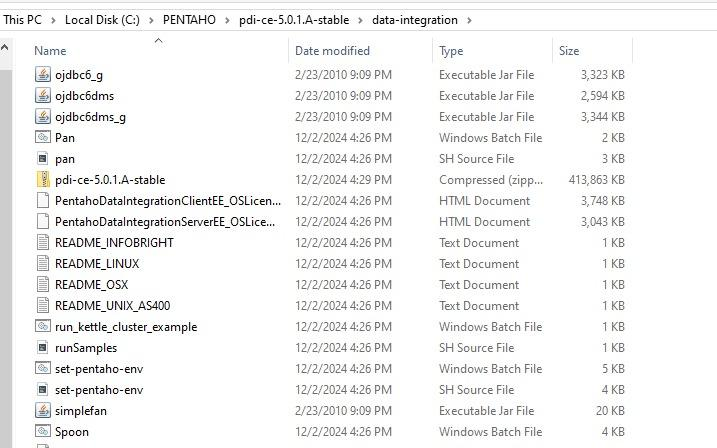 This PC > Local Disk (C:) > PENTAHO > pdi-ce-5.0.1.A-stable > data-integration >
Name Date modified Type Size
ojdbc6_g 2/23/2010 9:09 PM Executable Jar File 3,323 KB
ojdbc6dms 2/23/2010 9:09 PM Executable Jar File 2,594 KB
ojdbc6dms_g 2/23/2010 9:09 PM Executable Jar File 3,344 KB
Pan 12/2/2024 4:26 PM Windows Batch File 2 KB
pan 12/2/2024 4:26 PM SH Source File 3 KB
pdi-ce-5.0.1.A-stable 12/2/2024 4:29 PM Compressed (zipp... 413,863 KB
PentahoDataIntegrationClientEE_OSLicen... 12/2/2024 4:26 PM HTML Document 3,748 KB
PentahoDataIntegrationServerEE_OSLice... 12/2/2024 4:26 PM HTML Document 3,043 KB
README_INFOBRIGHT 12/2/2024 4:26 PM Text Document 1 KB
README_LINUX 12/2/2024 4:26 PM Text Document 1 KB
README_OSX 12/2/2024 4:26 PM Text Document 1 KB
README_UNIX_AS400 12/2/2024 4:26 PM Text Document 1 KB
run_kettle_cluster_example 12/2/2024 4:26 PM Windows Batch File 1 KB
runSamples 12/2/2024 4:26 PM SH Source File 1 KB
set-pentaho-env 12/2/2024 4:26 PM Windows Batch File 5 KB
set-pentaho-env 12/2/2024 4:26 PM SH Source File 4 KB
simplefan 2/23/2010 9:09 PM Executable Jar File 20 KB
Spoon 12/2/2024 4:26 PM Windows Batch File 4 KB